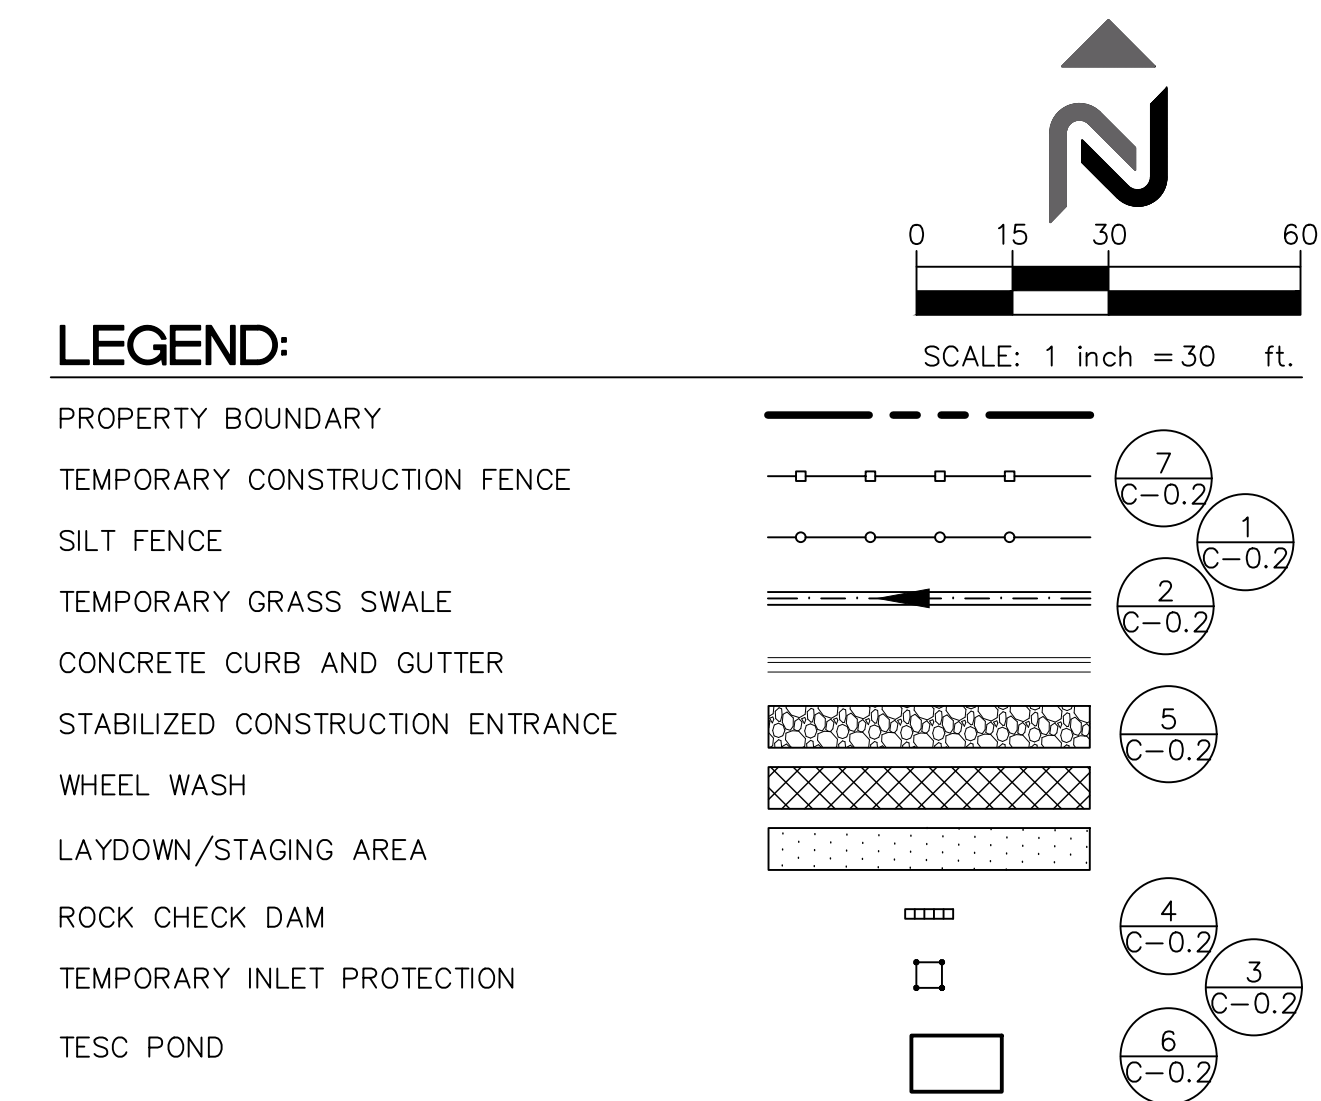 N
0 15 30 60
LEGEND:
SCALE: 1 inch = 30 ft.
PROPERTY BOUNDARY
TEMPORARY CONSTRUCTION FENCE
7
C-0.2
SILT FENCE
1
C-0.2
TEMPORARY GRASS SWALE
2
C-0.2
CONCRETE CURB AND GUTTER
STABILIZED CONSTRUCTION ENTRANCE
5
C-0.2
WHEEL WASH
LAYDOWN/STAGING AREA
ROCK CHECK DAM
4
C-0.2
TEMPORARY INLET PROTECTION
3
C-0.2
TESC POND
6
C-0.2